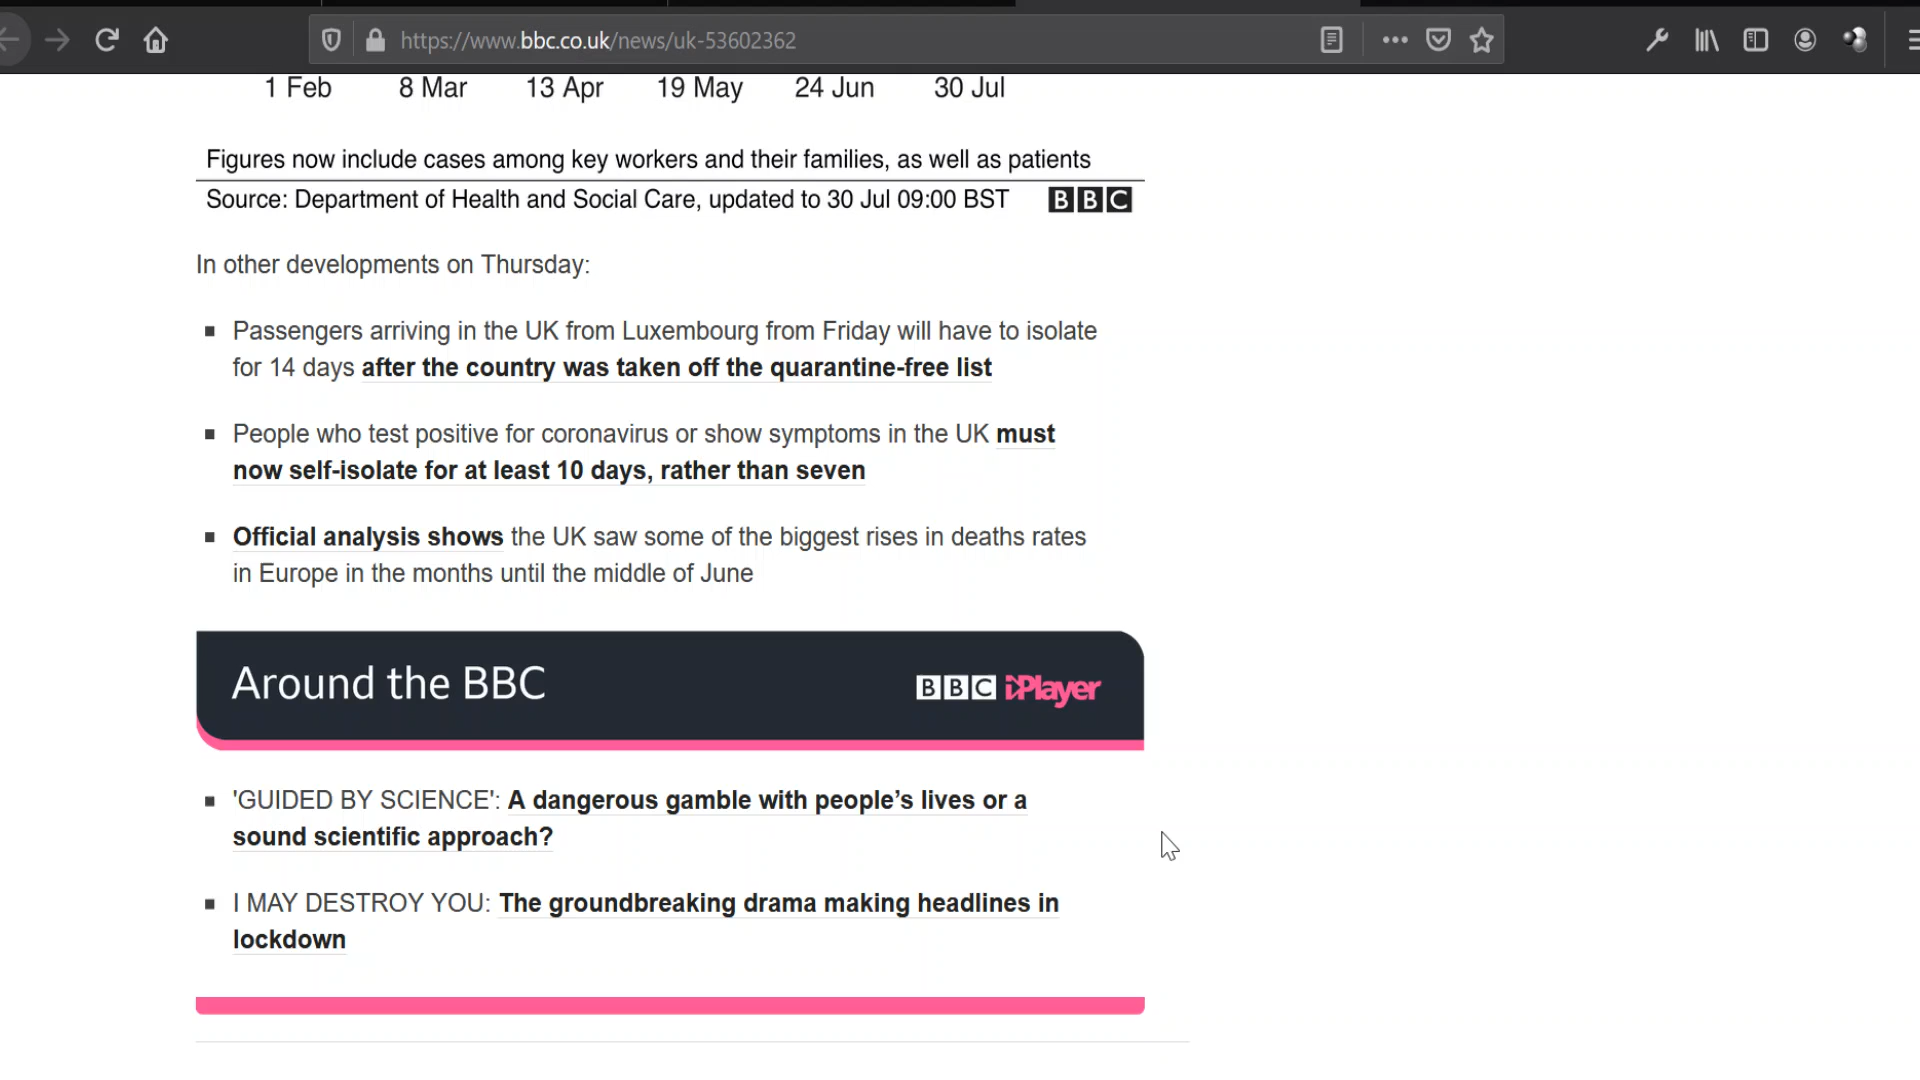 https://www.bbc.co.uk/news/uk-53602362
1 Feb 8 Mar 13 Apr 19 May 24 Jun 30 Jul
Figures now include cases among key workers and their families, as well as patients
Source: Department of Health and Social Care, updated to 30 Jul 09:00 BST BBC
In other developments on Thursday:
Passengers arriving in the UK from Luxembourg from Friday will have to isolate
for 14 days after the country was taken off the quarantine-free list
People who test positive for coronavirus or show symptoms in the UK must
now self-isolate for at least 10 days, rather than seven
Official analysis shows the UK saw some of the biggest rises in deaths rates
in Europe in the months until the middle of June
Around the BBC BBC iPlayer
'GUIDED BY SCIENCE': A dangerous gamble with people’s lives or a
sound scientific approach?
I MAY DESTROY YOU: The groundbreaking drama making headlines in
lockdown